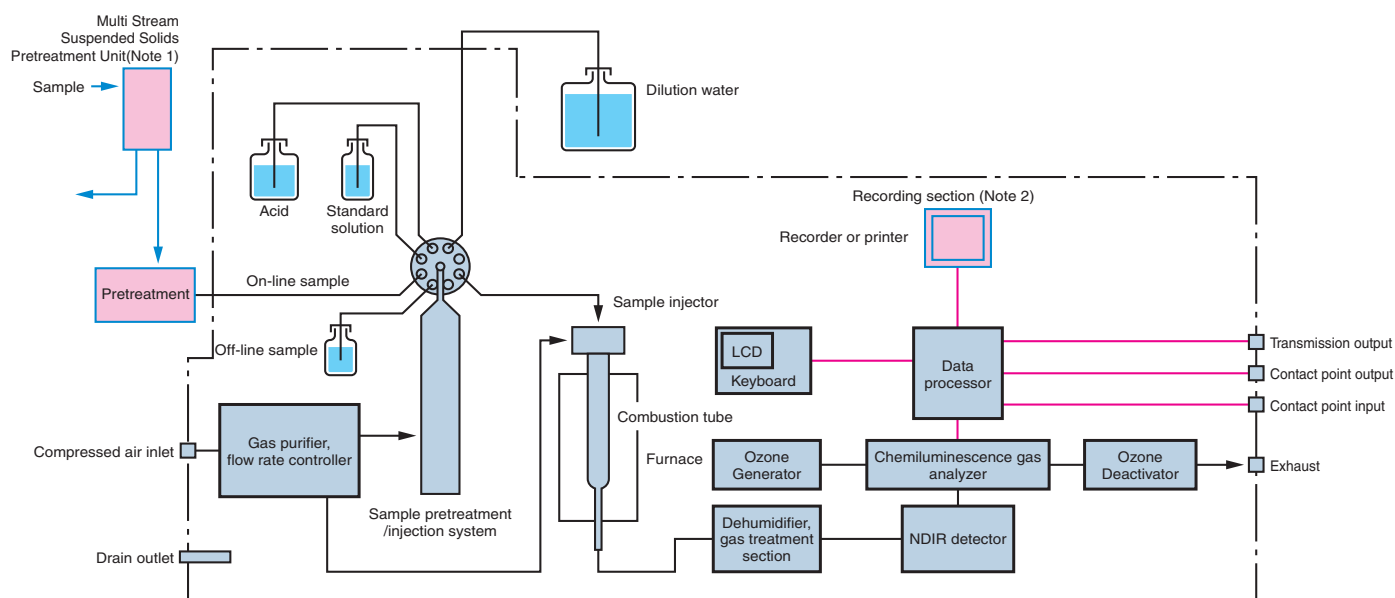 Multi Stream
Suspended Solids
Pretreatment Unit(Note 1)
Sample
Dilution water
Acid
Standard
solution
Recording section (Note 2)
Recorder or printer
On-line sample
Pretreatment
Sample injector
Off-line sample
LCD
Keyboard
Data
processor
Transmission output
Contact point output
Contact point input
Combustion tube
Furnace
Compressed air inlet
Gas purifier,
flow rate controller
Ozone
Generator
Chemiluminescence gas
analyzer
Ozone
Deactivator
Exhaust
Sample pretreatment
/injection system
Dehumidifier,
gas treatment
section
NDIR detector
Drain outlet